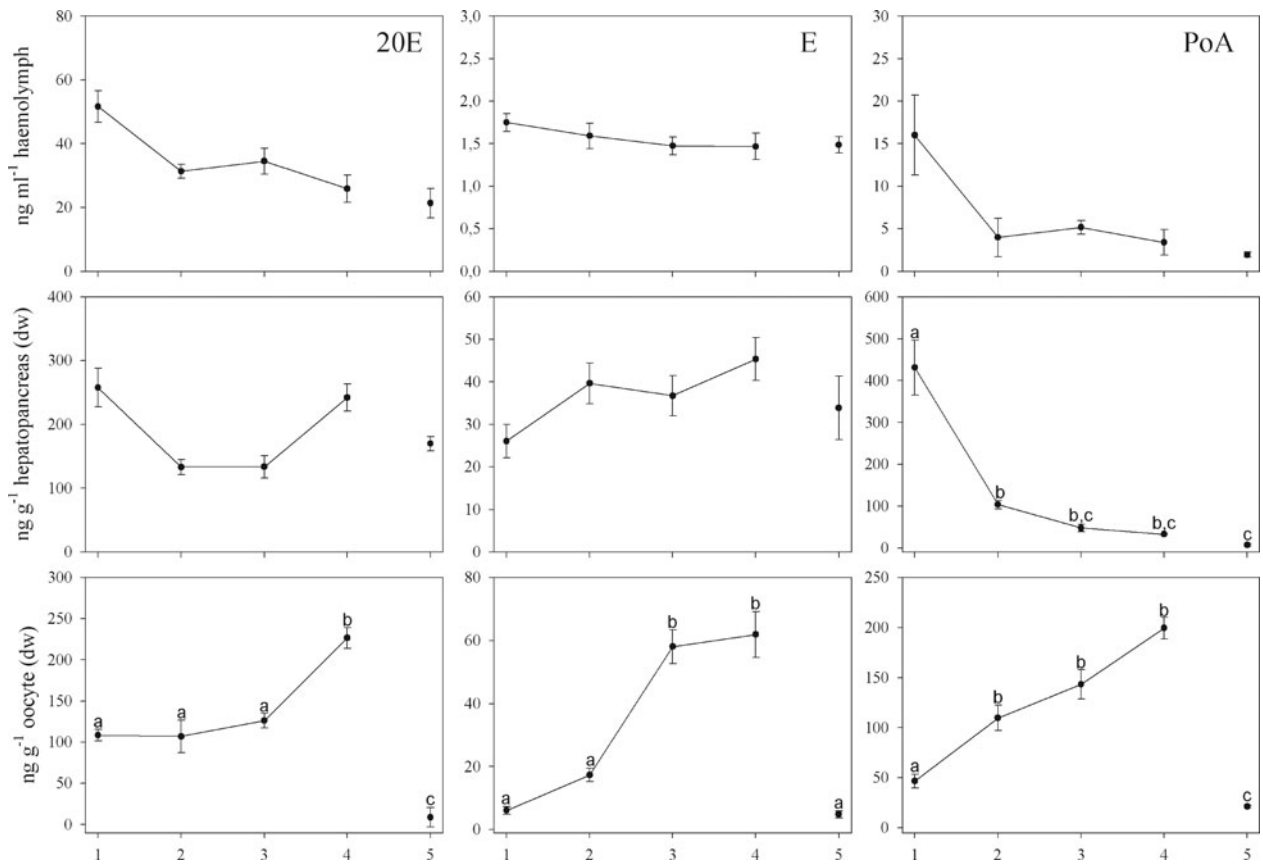 80
60
40
20
0
ng ml-1 haemolymph
20E
3,0
2,5
2,0
1,5
1,0
0,5
0,0
E
30
25
20
15
10
5
0
PoA
400
300
200
100
0
ng g-1 hepatopancreas (dw)
60
50
40
30
20
10
0
600
500
400
300
200
100
0
a
b
b,c
b,c
c
300
250
200
150
100
50
0
ng g-1 oocyte (dw)
a
a
a
b
c
1 2 3 4 5
80
60
40
20
0
a
a
b
b
a
1 2 3 4 5
250
200
150
100
50
0
a
b
b
b
c
1 2 3 4 5